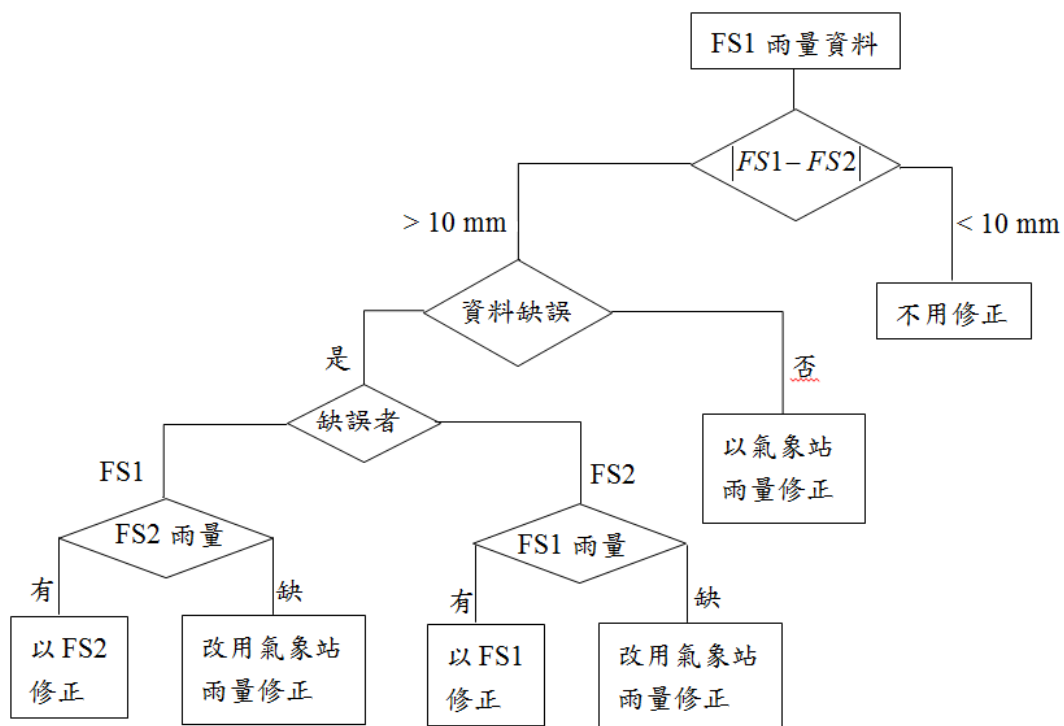 FS1 雨量資料
|FS1− FS2|
> 10 mm
< 10 mm
資料缺誤
不用修正
是
否
缺誤者
以氣象站
雨量修正
FS1
FS2
FS2 雨量
FS1 雨量
有
缺
有
缺
以 FS2
修正
改用氣象站
雨量修正
以 FS1
修正
改用氣象站
雨量修正